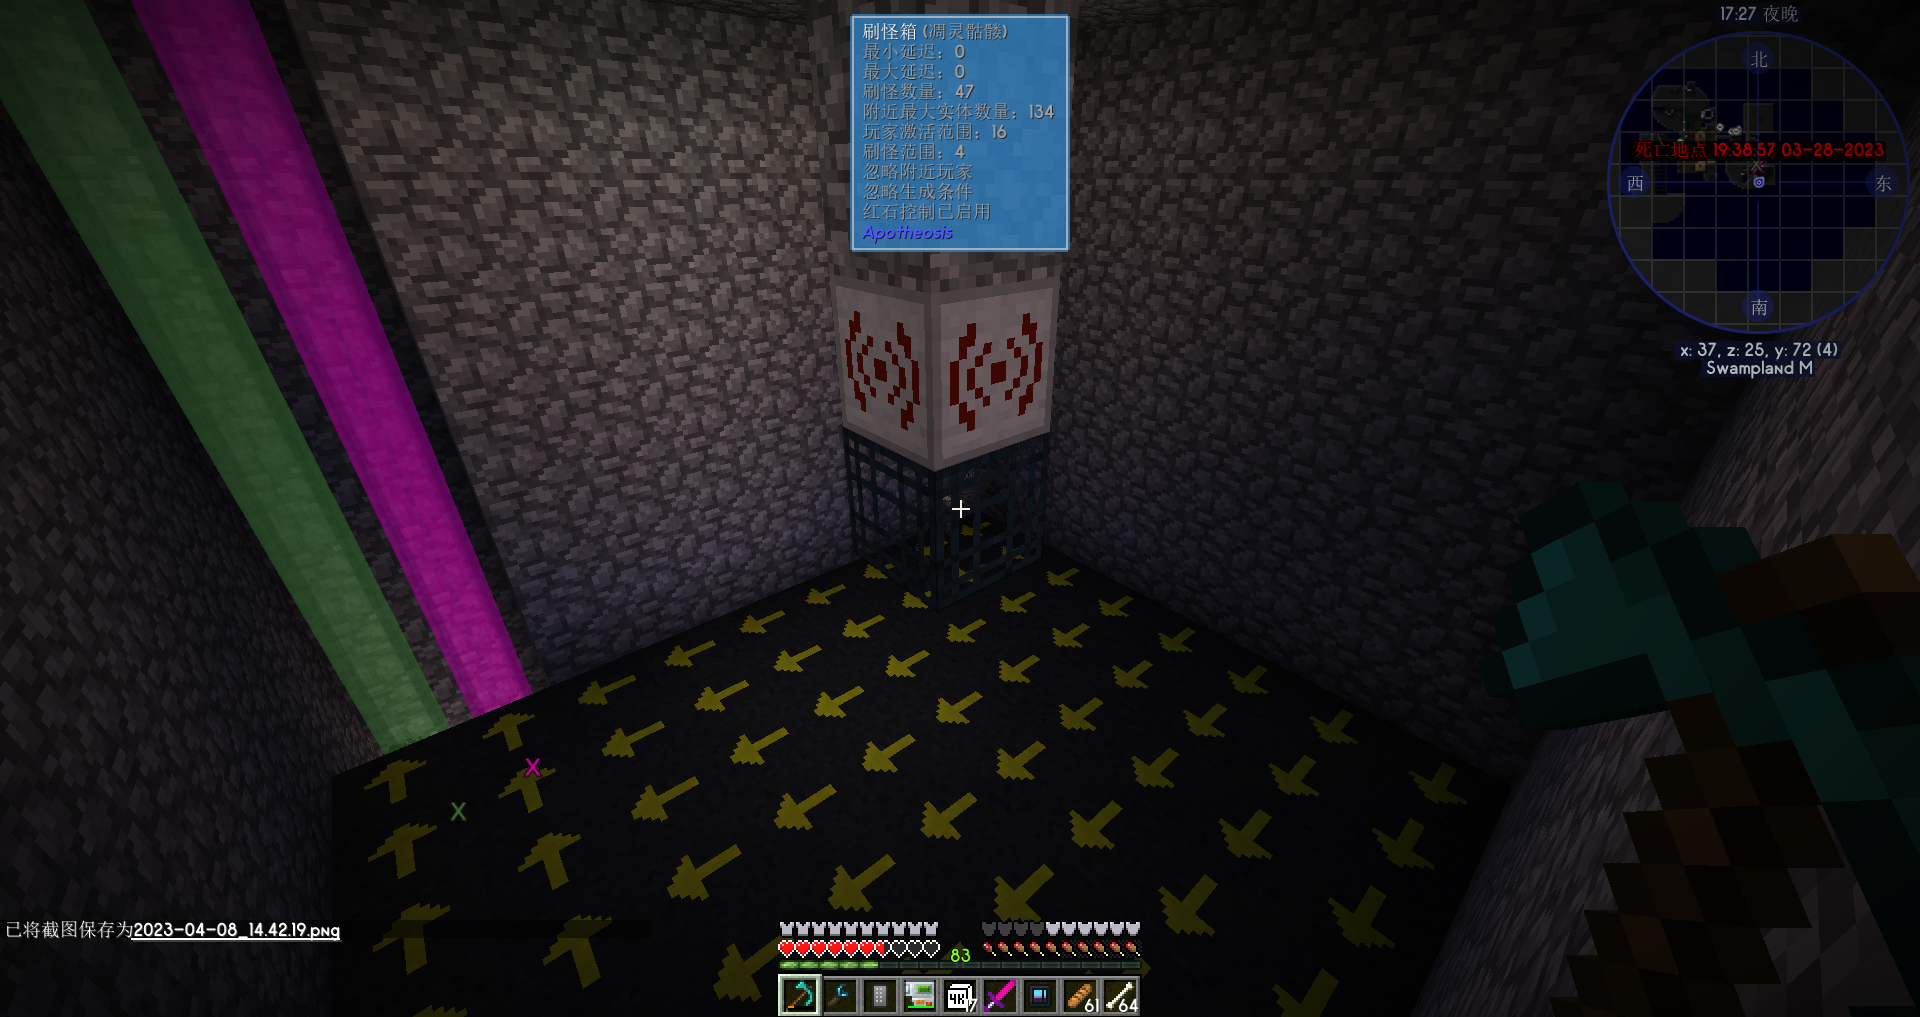 刷怪箱 (凋灵骷髅)
最小延迟: 0
最大延迟: 0
刷怪数量: 47
附近最大实体数量: 134
玩家激活范围: 16
刷怪范围: 4
忽略附近玩家
忽略生成条件
红石控制已启用
Apotheosis
17:27 夜晚
北
死亡地点 19:38:57 03-28-2023
西
东
南
x: 37, z: 25, y: 72 (4)
Swampland M
X
X
已将截图保存为2023-04-08_14.42.19.png
83
4K
7
61
64